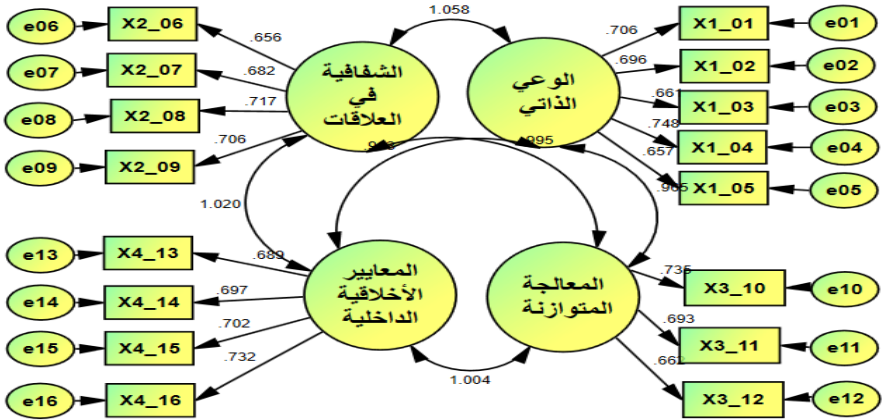 1.058
e06 X2_06
.656
e07 X2_07
.682
e08 X2_08
.717
e09 X2_09
.706
الشفافية
في
العلاقات
الوعي
الذاتي
X1_01 e01
.706
X1_02 e02
.696
X1_03 e03
.661
X1_04 e04
.748
X1_05 e05
.657
.995
.965
1.020
e13 X4_13
.689
e14 X4_14
.697
e15 X4_15
.702
e16 X4_16
.732
المعايير
الأخلاقية
الداخلية
المعالجة
المتوازنة
X3_10 e10
.735
X3_11 e11
.693
X3_12 e12
.662
1.004